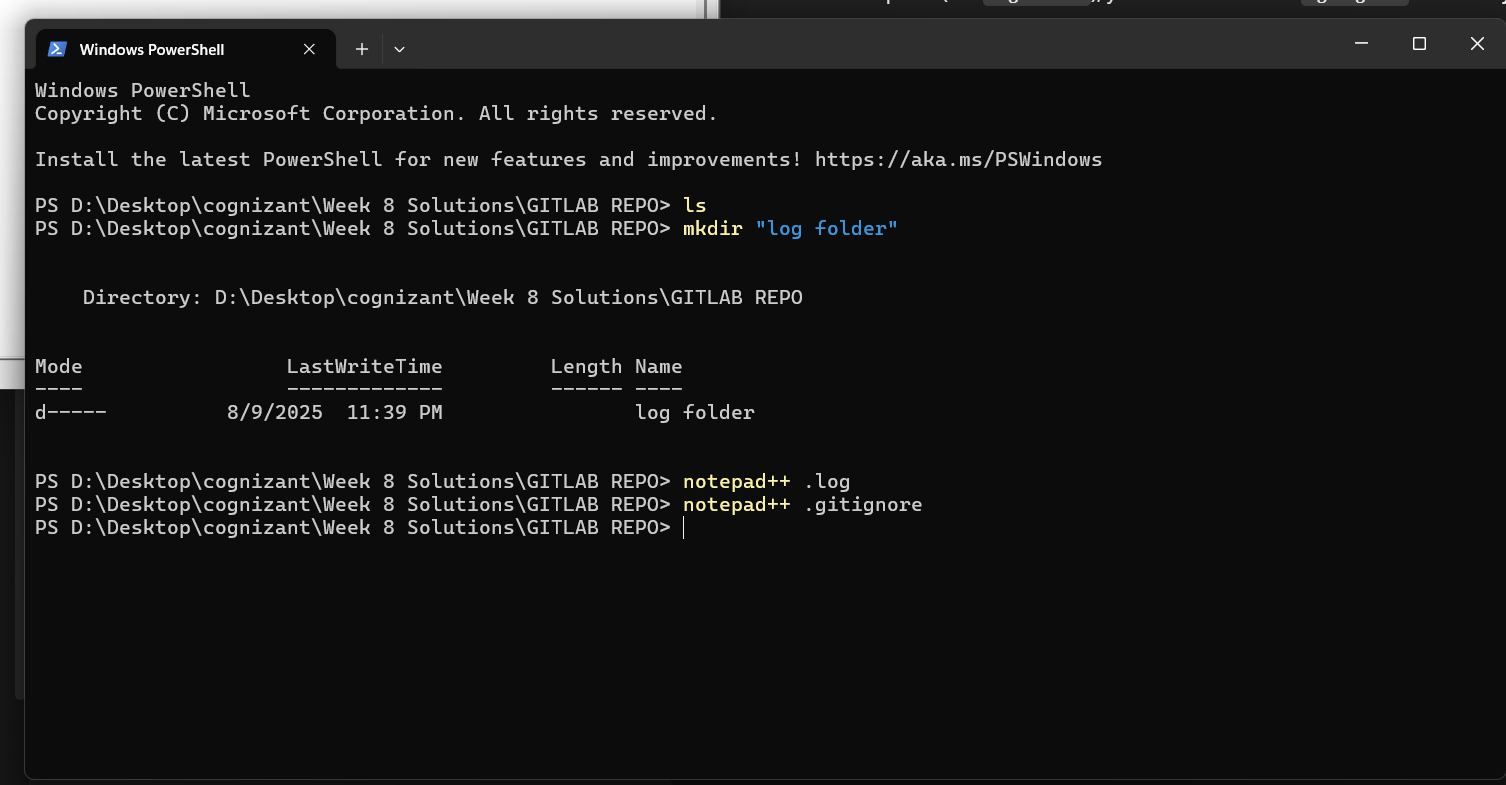 Windows PowerShell
Windows PowerShell
Copyright (C) Microsoft Corporation. All rights reserved.
Install the latest PowerShell for new features and improvements! https://aka.ms/PSWindows
PS D:\Desktop\cognizant\Week 8 Solutions\GITLAB REPO> ls
PS D:\Desktop\cognizant\Week 8 Solutions\GITLAB REPO> mkdir "log folder"
Directory: D:\Desktop\cognizant\Week 8 Solutions\GITLAB REPO
Mode LastWriteTime Length Name
---- ------------- ------ ----
d----- 8/9/2025 11:39 PM log folder
PS D:\Desktop\cognizant\Week 8 Solutions\GITLAB REPO> notepad++ .log
PS D:\Desktop\cognizant\Week 8 Solutions\GITLAB REPO> notepad++ .gitignore
PS D:\Desktop\cognizant\Week 8 Solutions\GITLAB REPO>